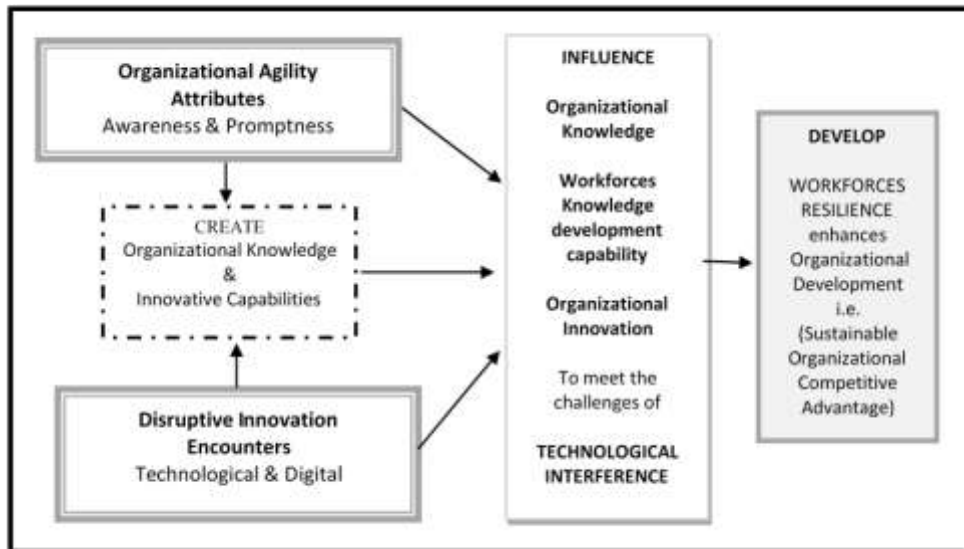 Organizational Agility
Attributes
Awareness & Promptness
CREATE
Organizational Knowledge
&
Innovative Capabilities
Disruptive Innovation
Encounters
Technological & Digital
INFLUENCE
Organizational
Knowledge
Workforces
Knowledge
development
capability
Organizational
Innovation
To meet the
challenges of
TECHNOLOGICAL
INTERFERENCE
DEVELOP
WORKFORCES
RESILIENCE
enhances
Organizational
Development
i.e.
(Sustainable
Organizational
Competitive
Advantage)